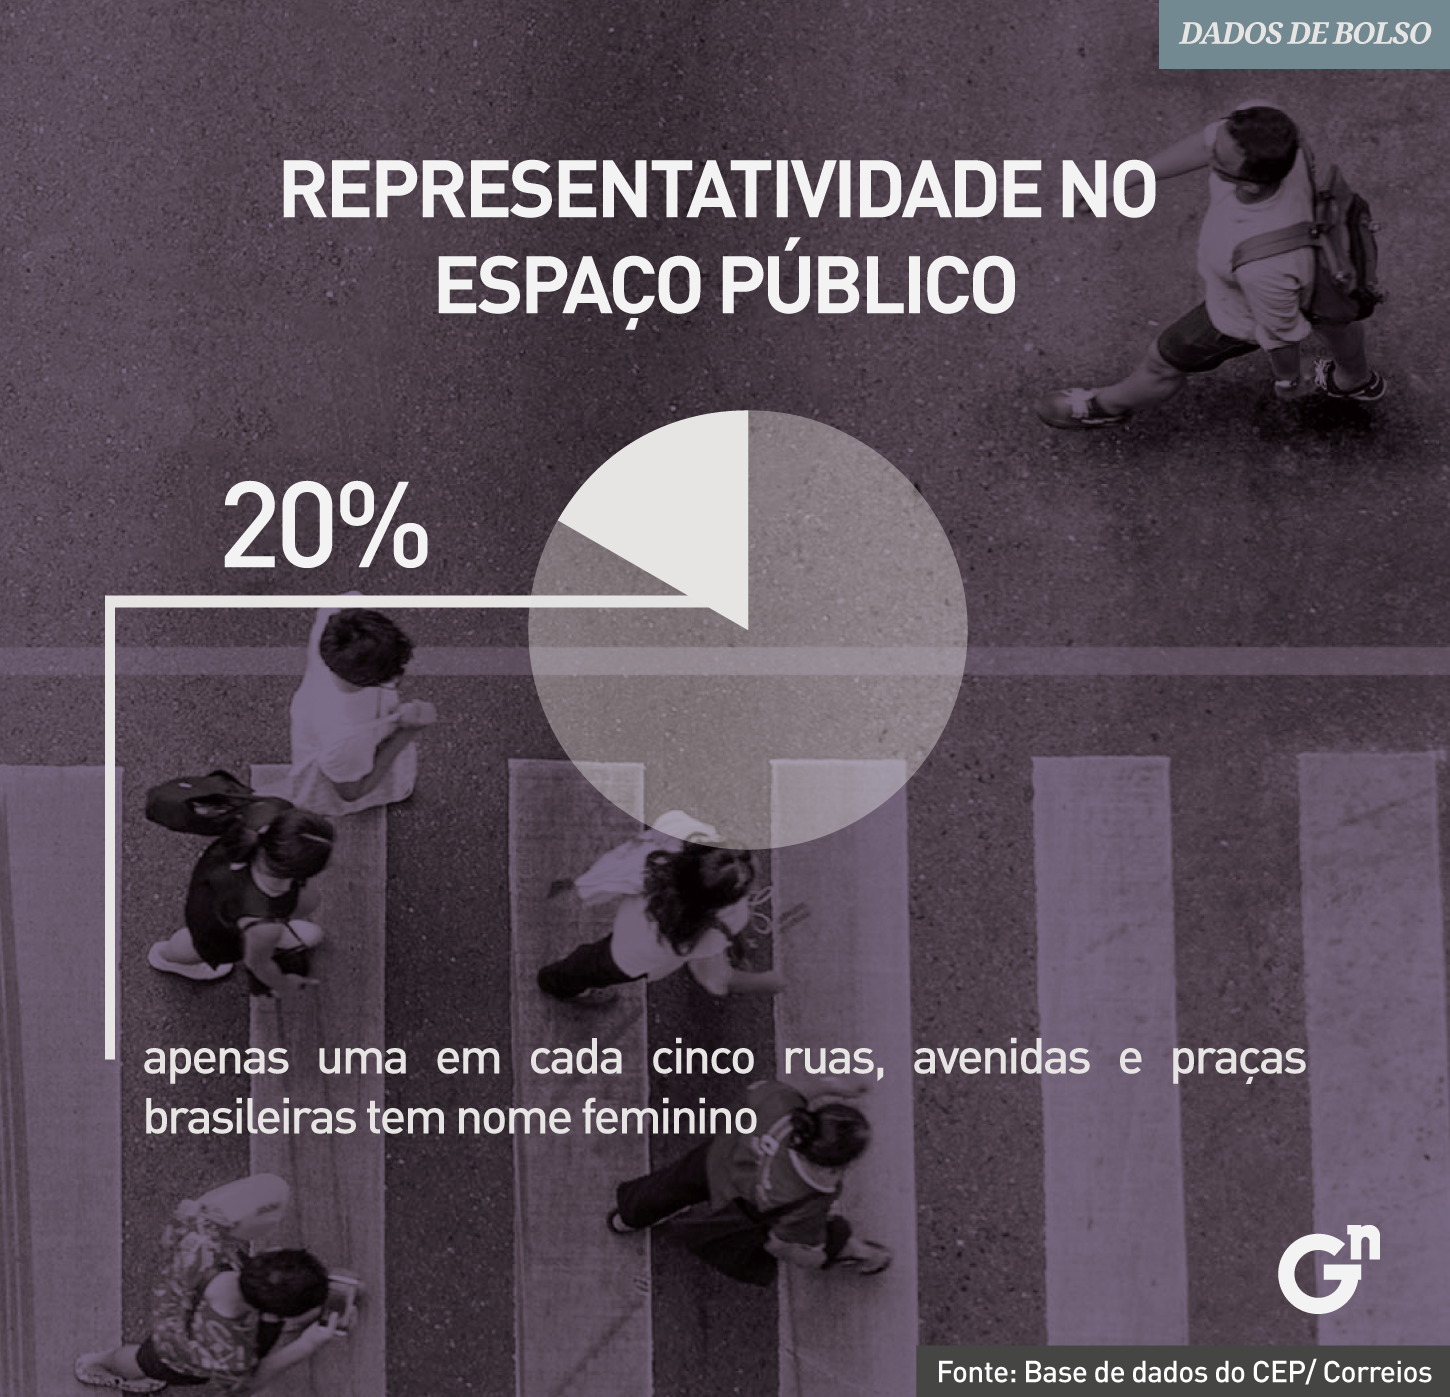 DADOS DE BOLSO
REPRESENTATIVIDADE NO
ESPAÇO PÚBLICO
20%
apenas uma em cada cinco ruas, avenidas e praças
brasileiras tem nome feminino
Gn
Fonte: Base de dados do CEP/ Correios